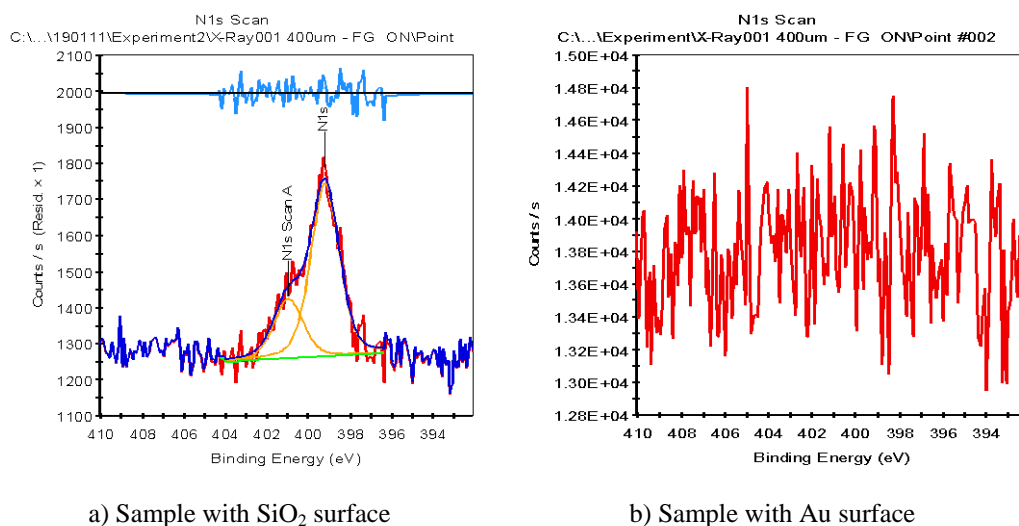 N1s Scan
C:\...\190111\Experiment2\X-Ray001 400um - FG ON\Point
2100
2000
1900
1800
1700
1600
1500
1400
1300
1200
1100
Counts / s (Resid. × 1)
N1s Scan A
N1s
410 408 406 404 402 400 398 396 394
Binding Energy (eV)
a) Sample with SiO₂ surface
N1s Scan
C:\...\Experiment\X-Ray001 400um - FG ON\Point #002
1.50E+04
1.48E+04
1.46E+04
1.44E+04
1.42E+04
1.40E+04
1.38E+04
1.36E+04
1.34E+04
1.32E+04
1.30E+04
1.28E+04
Counts / s
410 408 406 404 402 400 398 396 394
Binding Energy (eV)
b) Sample with Au surface